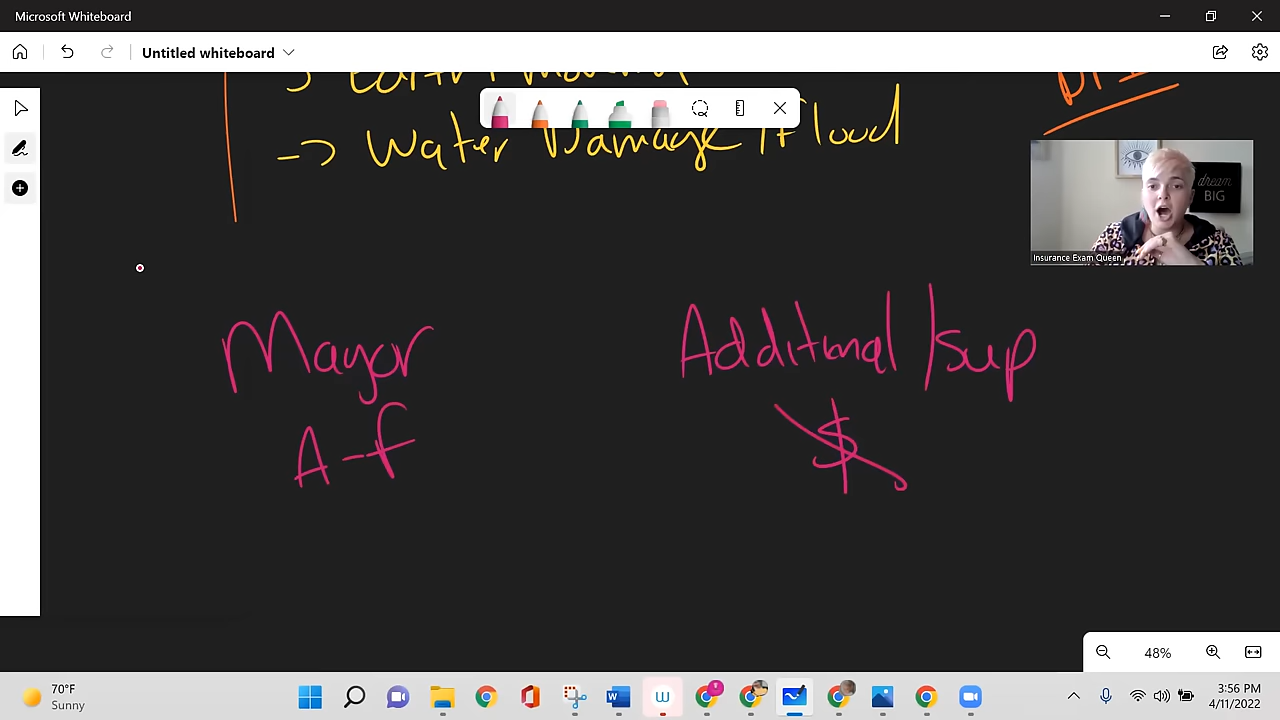 Microsoft Whiteboard
Untitled whiteboard
-> Water Damage / Flood
dream
BIG
Insurance Exam Queen
Mayor
Additional /sup
A-f
$
48%
70°F
Sunny
3:56 PM
4/11/2022